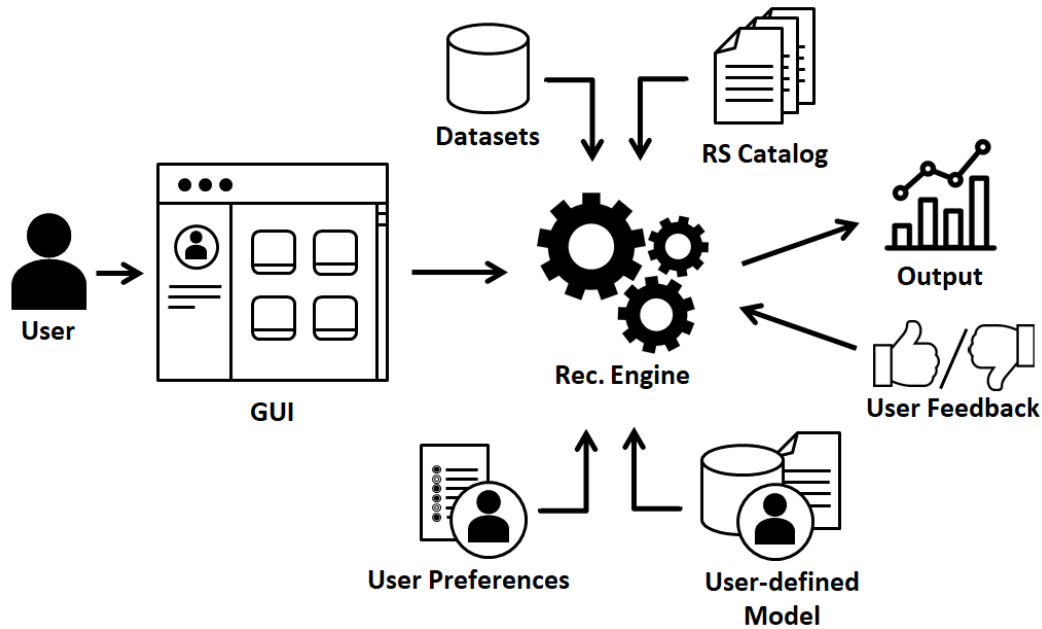 Datasets
RS Catalog
User
GUI
Rec. Engine
Output
User Feedback
User Preferences
User-defined
Model